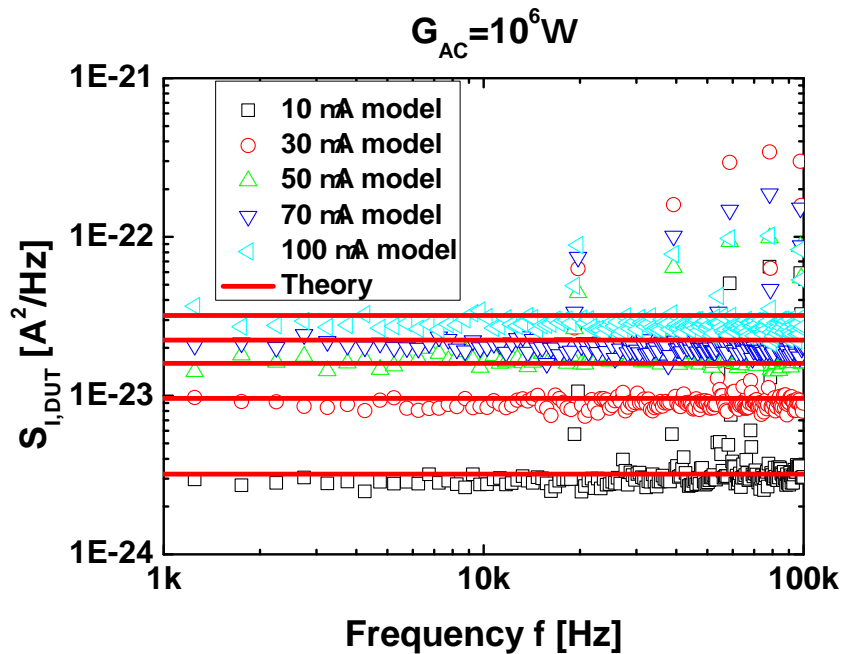 G_AC=10^6W
1E-21
1E-22
1E-23
1E-24
S_I,DUT [A^2/Hz]
10 mA model
30 mA model
50 mA model
70 mA model
100 mA model
Theory
1k
10k
100k
Frequency f [Hz]